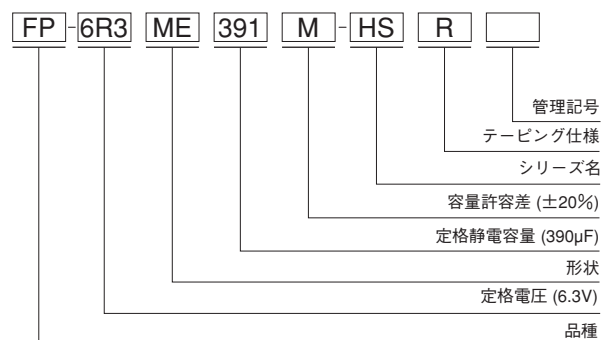 FP-6R3 ME 391 M-HS R
管理記号
テーピング仕様
シリーズ名
容量許容差 (±20%)
定格静電容量 (390μF)
形状
定格電圧 (6.3V)
品種